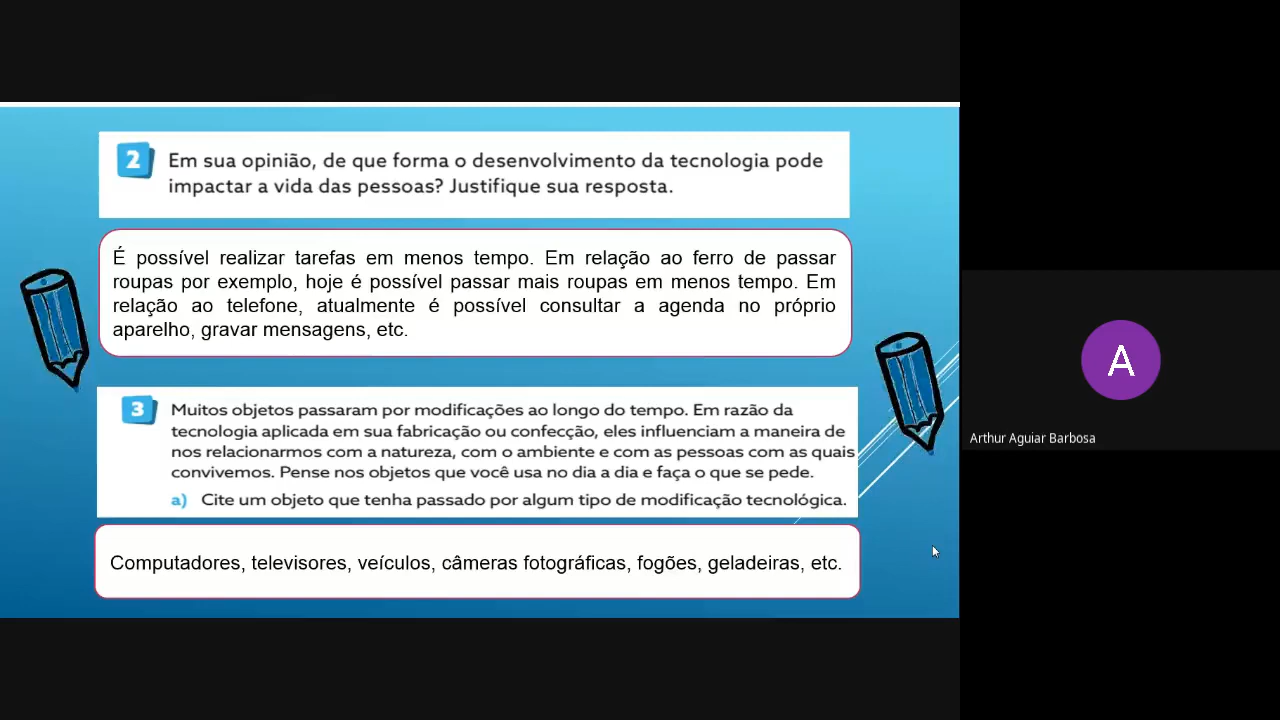 2
Em sua opinião, de que forma o desenvolvimento da tecnologia pode
impactar a vida das pessoas? Justifique sua resposta.
É possível realizar tarefas em menos tempo. Em relação ao ferro de passar
roupas por exemplo, hoje é possível passar mais roupas em menos tempo. Em
relação ao telefone, atualmente é possível consultar a agenda no próprio
aparelho, gravar mensagens, etc.
3
Muitos objetos passaram por modificações ao longo do tempo. Em razão da
tecnologia aplicada em sua fabricação ou confecção, eles influenciam a maneira de
nos relacionarmos com a natureza, com o ambiente e com as pessoas com as quais
convivemos. Pense nos objetos que você usa no dia a dia e faça o que se pede.
a) Cite um objeto que tenha passado por algum tipo de modificação tecnológica.
Computadores, televisores, veículos, câmeras fotográficas, fogões, geladeiras, etc.
A
Arthur Aguiar Barbosa